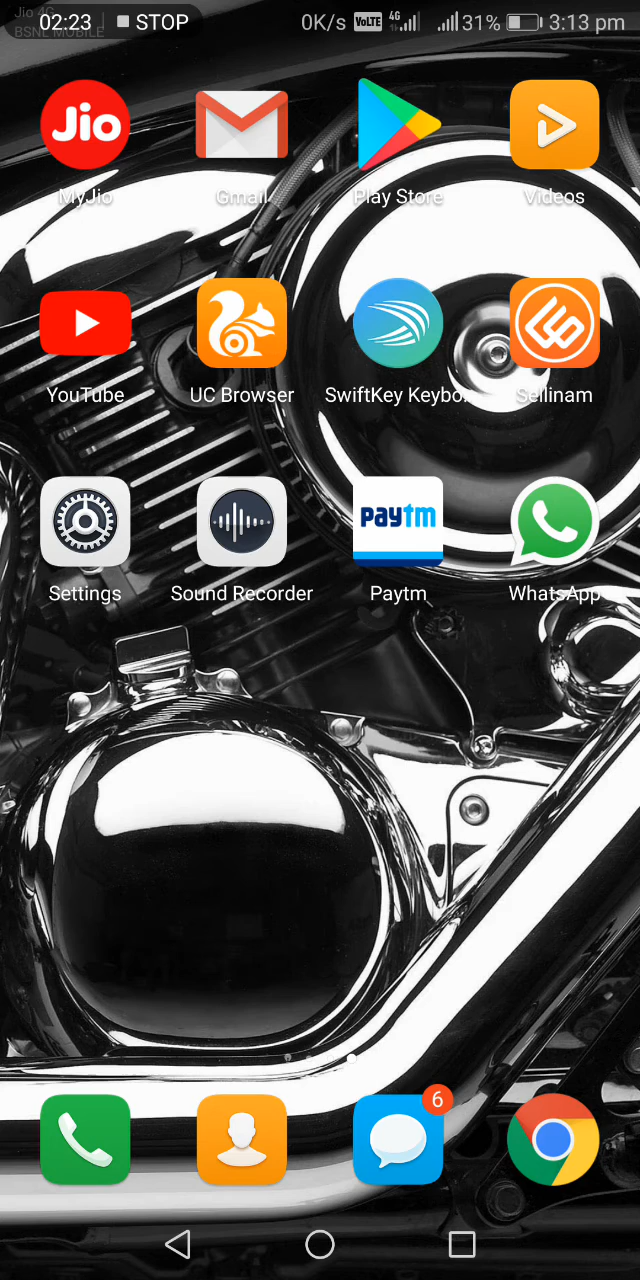 Jio 4G
BSNL MOBILE
02:23 STOP 0K/s VoLTE 4G 31% 3:13 pm
Jio
MyJio Gmail Play Store Videos
YouTube UC Browser SwiftKey Keybo... Sellinam
paytm
Settings Sound Recorder Paytm WhatsApp
6